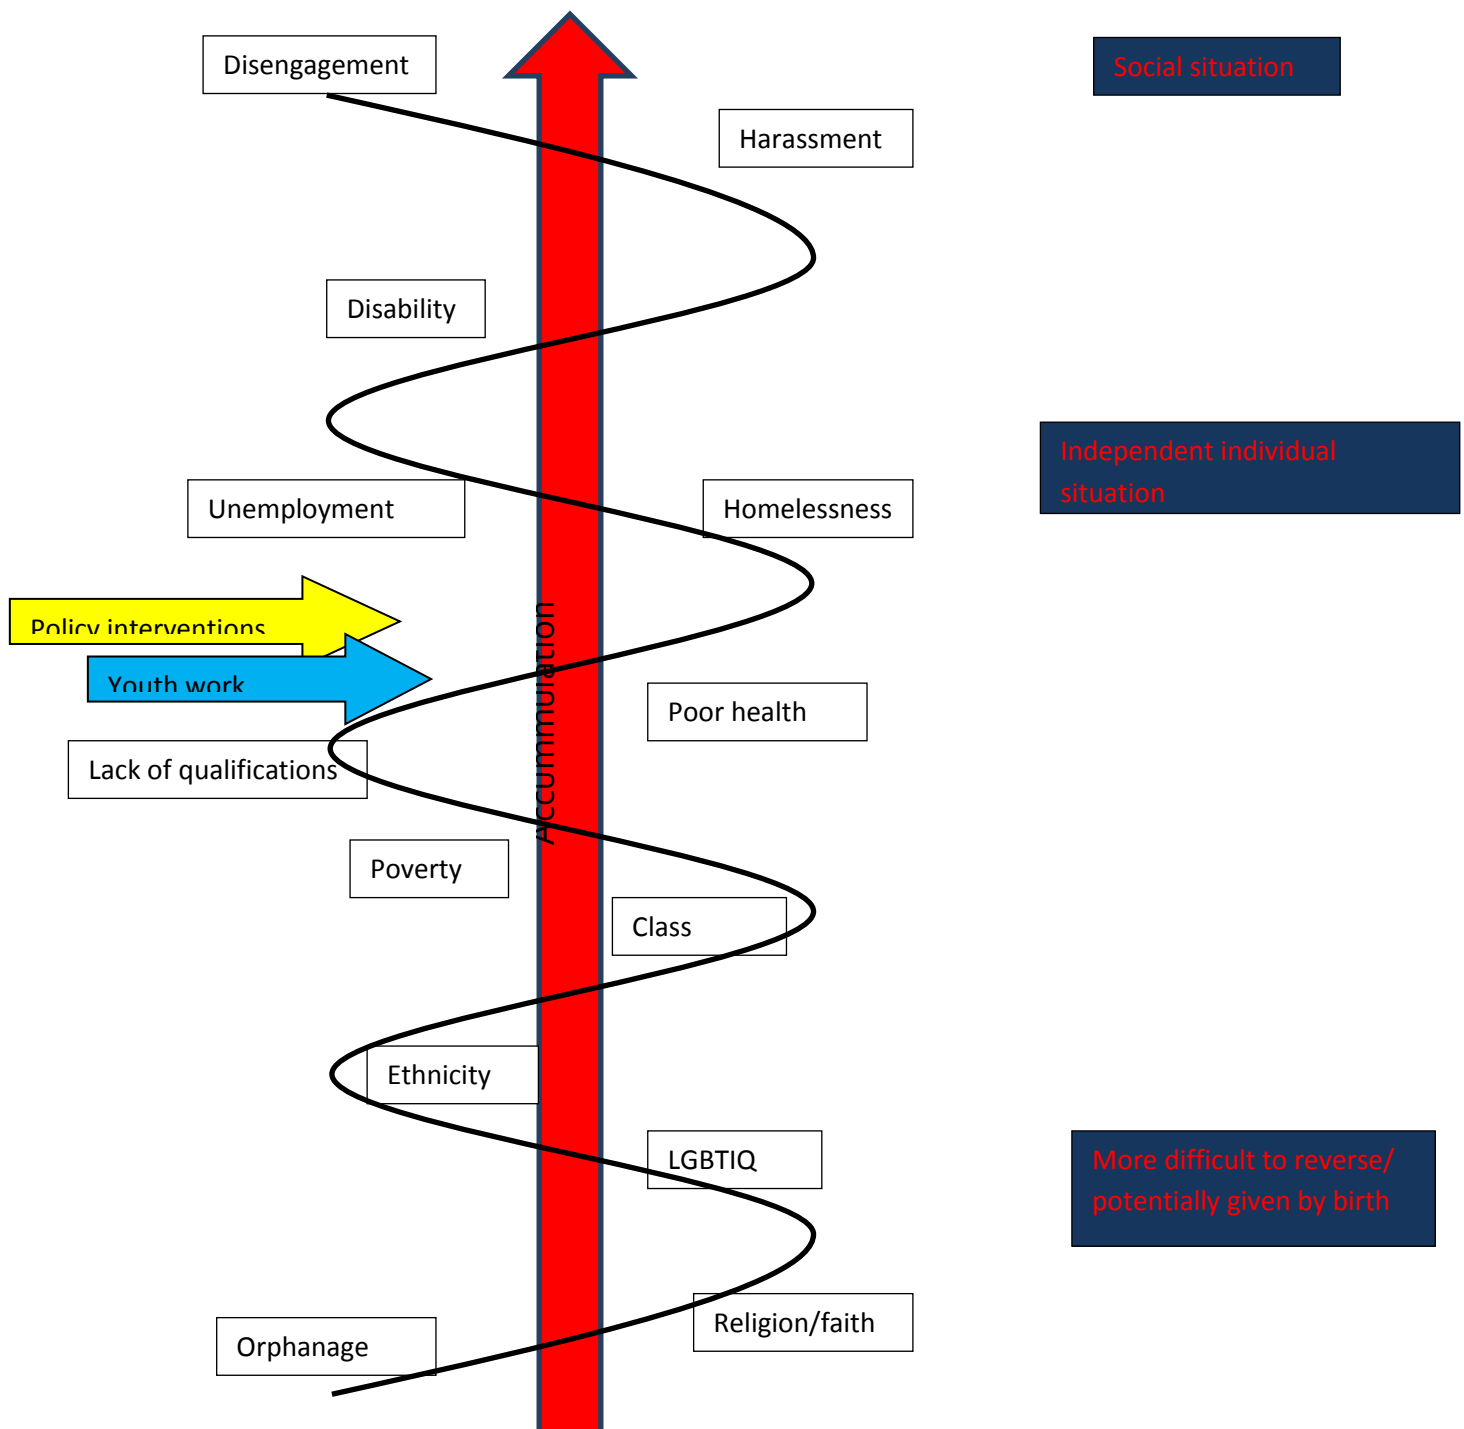 Disengagement
Social situation
Harassment
Disability
Independent individual
situation
Unemployment
Homelessness
Policy interventions
Accummulation
Youth work
Poor health
Lack of qualifications
Poverty
Class
Ethnicity
LGBTIQ
More difficult to reverse/
potentially given by birth
Religion/faith
Orphanage